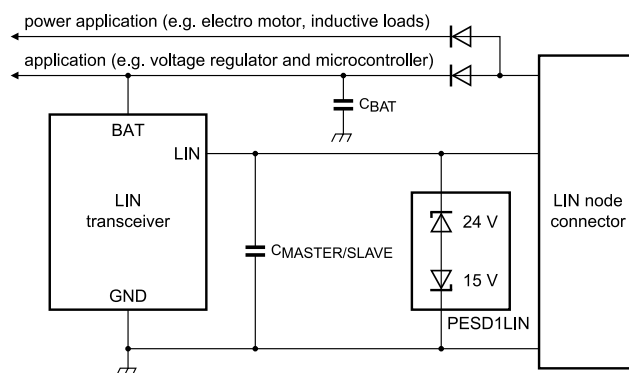 power application (e.g. electro motor, inductive loads)
application (e.g. voltage regulator and microcontroller)
CBAT
BAT
LIN
LIN
transceiver
LIN node
connector
24 V
CMASTER/SLAVE
15 V
GND
PESD1LIN